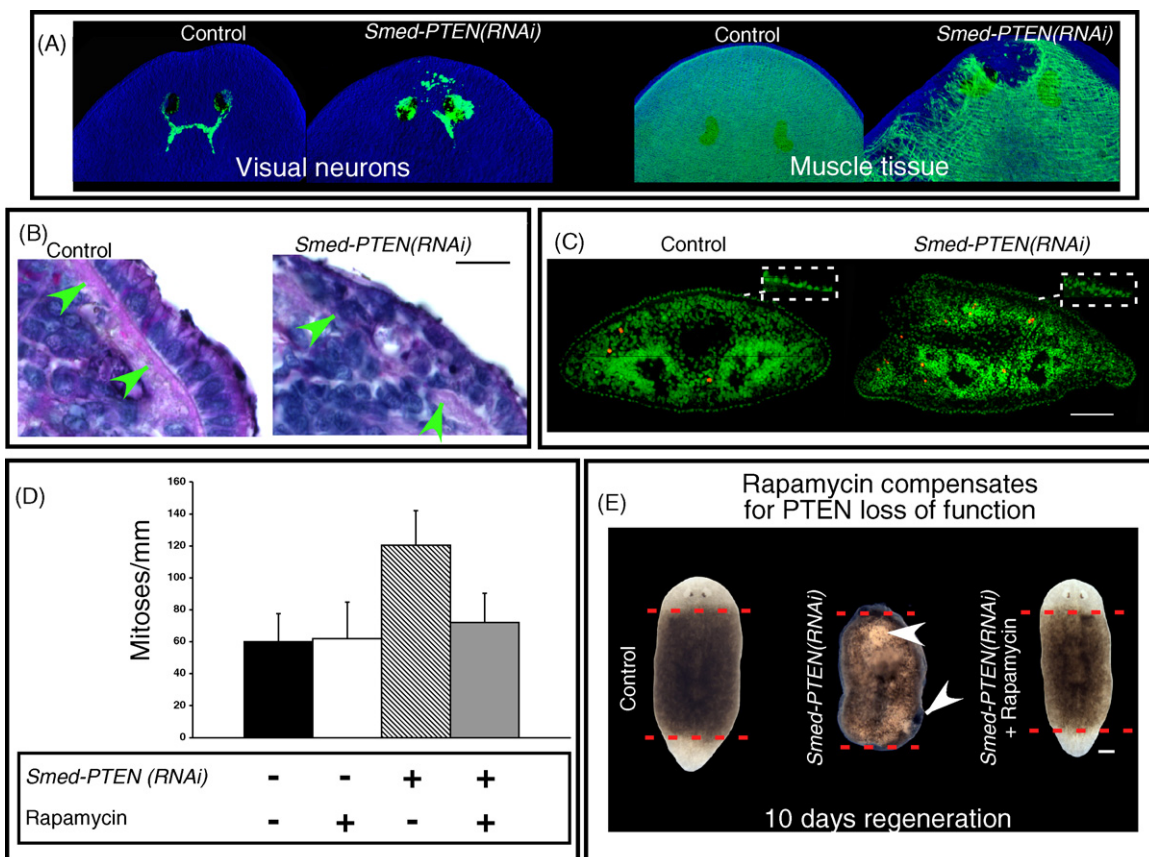 (A)
Control
Smed-PTEN(RNAi)
Control
Smed-PTEN(RNAi)
Visual neurons
Muscle tissue
(B)
Control
Smed-PTEN(RNAi)
(C)
Control
Smed-PTEN(RNAi)
(D)
160
140
120
100
80
60
40
20
0
Mitoses/mm
Smed-PTEN (RNAi)
- - + +
Rapamycin
- + - +
(E)
Rapamycin compensates
for PTEN loss of function
Control
Smed-PTEN(RNAi)
Smed-PTEN(RNAi)
+ Rapamycin
10 days regeneration